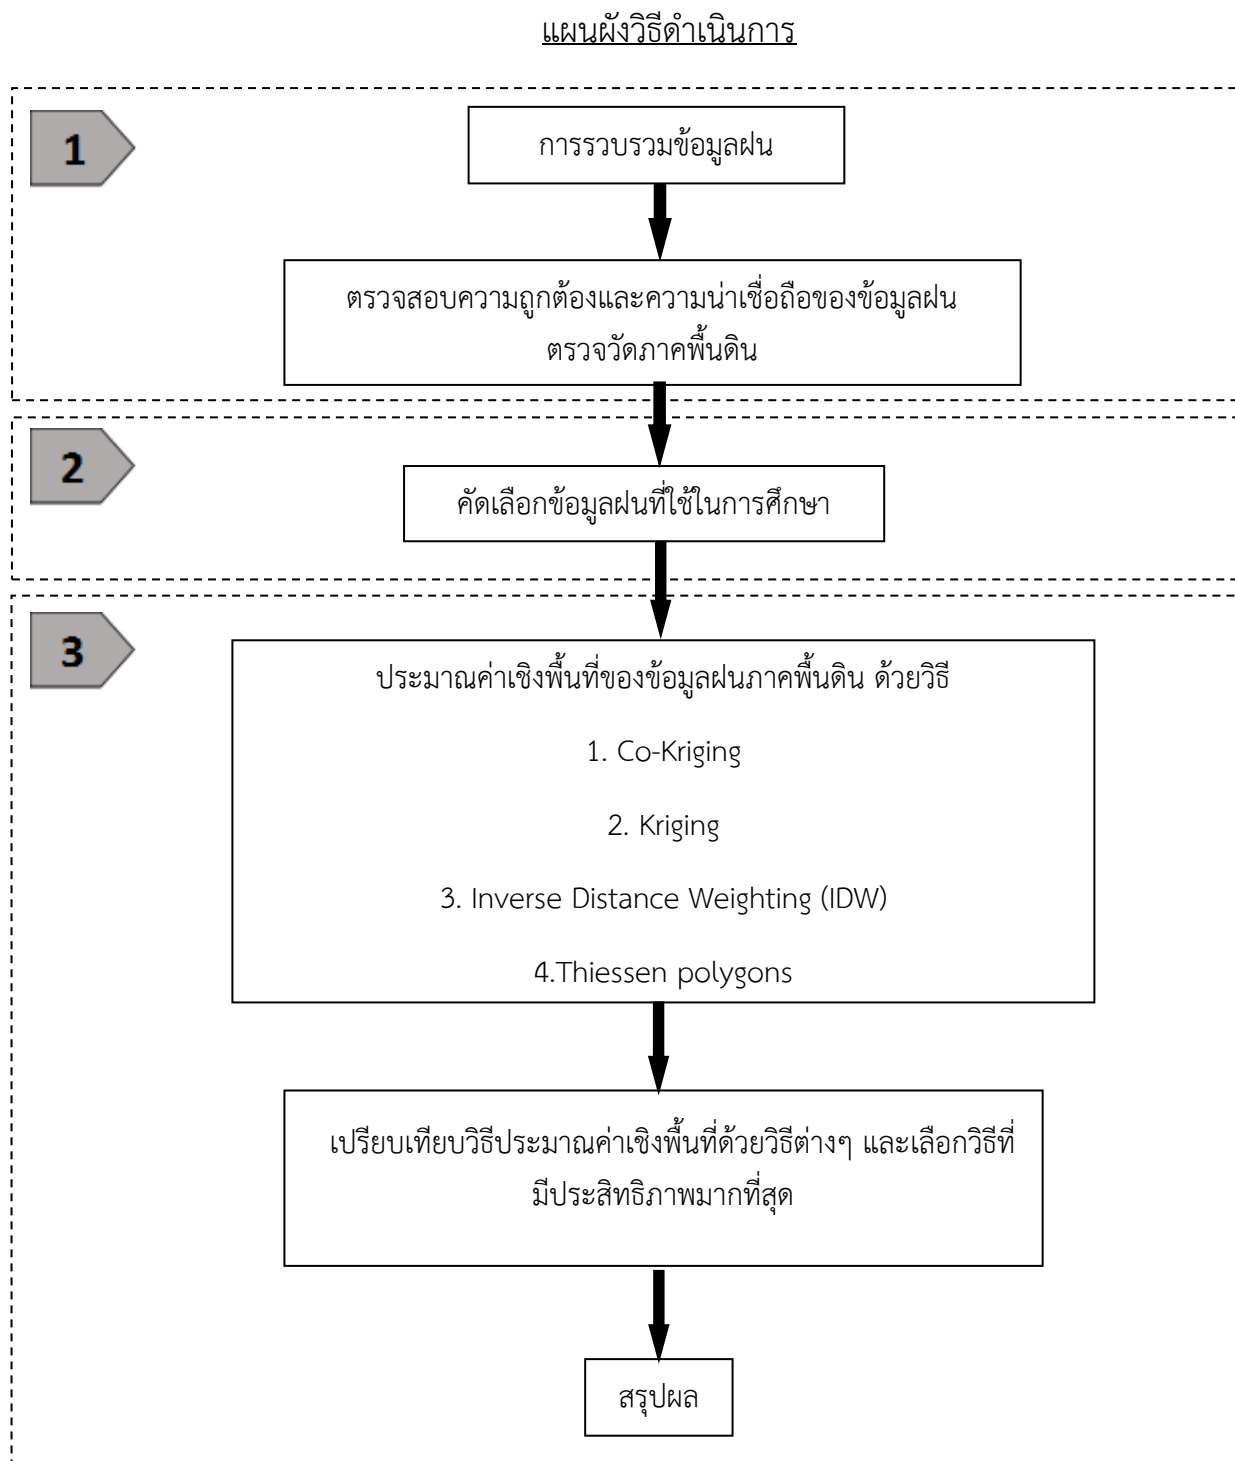 แผนผังวิธีดำเนินการ
1
การรวบรวมข้อมูลฝน
ตรวจสอบความถูกต้องและความน่าเชื่อถือของข้อมูลฝน
ตรวจวัดภาคพื้นดิน
2
คัดเลือกข้อมูลฝนที่ใช้ในการศึกษา
3
ประมาณค่าเชิงพื้นที่ของข้อมูลฝนภาคพื้นดิน ด้วยวิธี
1. Co-Kriging
2. Kriging
3. Inverse Distance Weighting (IDW)
4.Thiessen polygons
เปรียบเทียบวิธีประมาณค่าเชิงพื้นที่ด้วยวิธีต่างๆ และเลือกวิธีที่
มีประสิทธิภาพมากที่สุด
สรุปผล